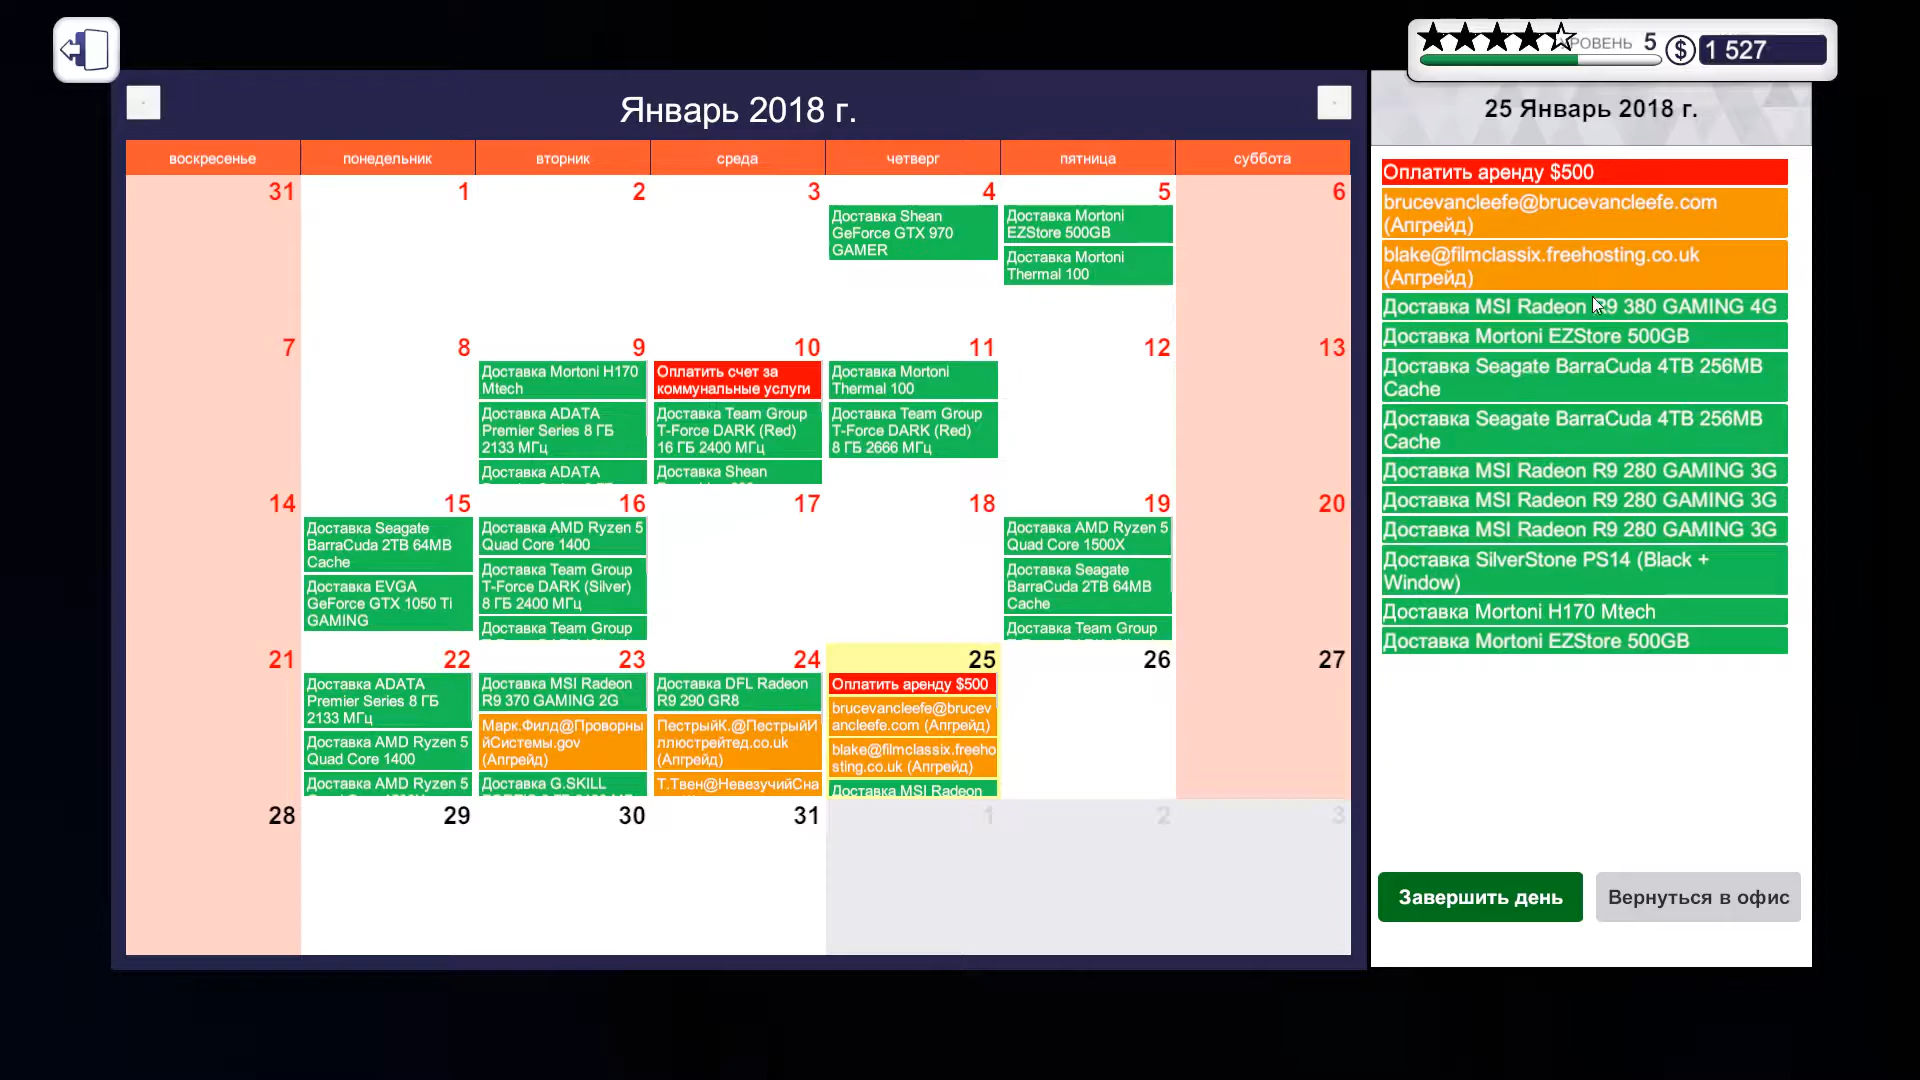 УРОВЕНЬ 5
$ 1 527
Январь 2018 г.
воскресенье понедельник вторник среда четверг пятница суббота
31 1 2 3 4 5 6
Доставка Shean
GeForce GTX 970
GAMER
Доставка Mortoni
EZStore 500GB
Доставка Mortoni
Thermal 100
7 8 9 10 11 12 13
Доставка Mortoni H170
Mtech
Доставка ADATA
Premier Series 8 ГБ
2133 МГц
Доставка ADATA
Оплатить счет за
коммунальные услуги
Доставка Team Group
T-Force DARK (Red)
16 ГБ 2400 МГц
Доставка Shean
Доставка Mortoni
Thermal 100
Доставка Team Group
T-Force DARK (Red)
8 ГБ 2666 МГц
14 15 16 17 18 19 20
Доставка Seagate
BarraCuda 2TB 64MB
Cache
Доставка EVGA
GeForce GTX 1050 Ti
GAMING
Доставка AMD Ryzen 5
Quad Core 1400
Доставка Team Group
T-Force DARK (Silver)
8 ГБ 2400 МГц
Доставка Team Group
Доставка AMD Ryzen 5
Quad Core 1500X
Доставка Seagate
BarraCuda 2TB 64MB
Cache
Доставка Team Group
21 22 23 24 25 26 27
Доставка ADATA
Premier Series 8 ГБ
2133 МГц
Доставка AMD Ryzen 5
Quad Core 1400
Доставка AMD Ryzen 5
Доставка MSI Radeon
R9 370 GAMING 2G
Марк.Филд@Проворны
йСистемы.gov
(Апгрейд)
Доставка G.SKILL
Доставка DFL Radeon
R9 290 GR8
ПестрыйК.@ПестрыйИ
ллюстрейтед.co.uk
(Апгрейд)
Т.Твен@НевезучийСна
Оплатить аренду $500
brucevancleefe@brucev
ancleefe.com (Апгрейд)
blake@filmclassix.freeho
sting.co.uk (Апгрейд)
Доставка MSI Radeon
28 29 30 31 1 2 3
25 Январь 2018 г.
Оплатить аренду $500
brucevancleefe@brucevancleefe.com
(Апгрейд)
blake@filmclassix.freehosting.co.uk
(Апгрейд)
Доставка MSI Radeon R9 380 GAMING 4G
Доставка Mortoni EZStore 500GB
Доставка Seagate BarraCuda 4TB 256MB
Cache
Доставка Seagate BarraCuda 4TB 256MB
Cache
Доставка MSI Radeon R9 280 GAMING 3G
Доставка MSI Radeon R9 280 GAMING 3G
Доставка MSI Radeon R9 280 GAMING 3G
Доставка SilverStone PS14 (Black +
Window)
Доставка Mortoni H170 Mtech
Доставка Mortoni EZStore 500GB
Завершить день
Вернуться в офис